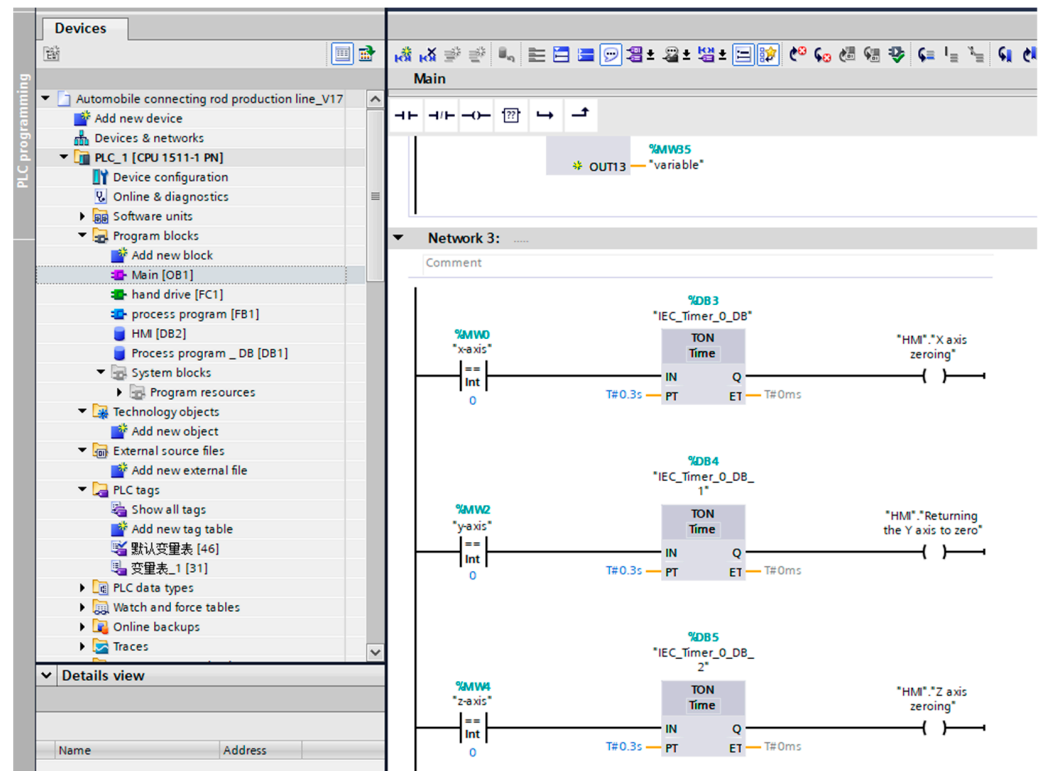 Devices
PLC programming
Automobile connecting rod production line_V17
Add new device
Devices & networks
PLC_1 [CPU 1511-1 PN]
Device configuration
Online & diagnostics
Software units
Program blocks
Add new block
Main [OB1]
hand drive [FC1]
process program [FB1]
HMI [DB2]
Process program _ DB [DB1]
System blocks
Program resources
Technology objects
Add new object
External source files
Add new external file
PLC tags
Show all tags
Add new tag table
默认变量表 [46]
变量表_1 [31]
PLC data types
Watch and force tables
Online backups
Traces
Details view
Name Address
Main
??
%MW35
OUT13 "variable"
Network 3: .....
Comment
%DB3
"IEC_Timer_0_DB"
%MW0
"x-axis"
==
Int
0
TON
Time
IN Q
T#0.3s PT ET T#0ms
"HMI"."X axis
zeroing"
%DB4
"IEC_Timer_0_DB_
1"
%MW2
"y-axis"
==
Int
0
TON
Time
IN Q
T#0.3s PT ET T#0ms
"HMI"."Returning
the Y axis to zero"
%DB5
"IEC_Timer_0_DB_
2"
%MW4
"z-axis"
==
Int
0
TON
Time
IN Q
T#0.3s PT ET T#0ms
"HMI"."Z axis
zeroing"